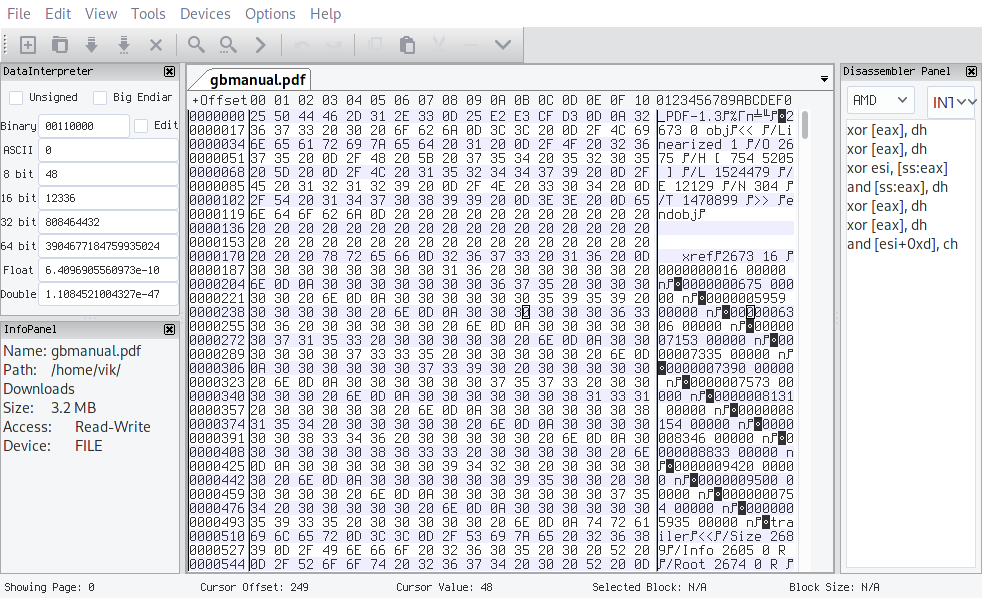 File Edit View Tools Devices Options Help
DataInterpreter
Unsigned Big Endiar
Binary 00110000 Edit
ASCII 0
8 bit 48
16 bit 12336
32 bit 808464432
64 bit 3904677184759935024
Float 6.4096905560973e-10
Double 1.1084521004327e-47
InfoPanel
Name: gbmanual.pdf
Path: /home/vik/
Downloads
Size: 3.2 MB
Access: Read-Write
Device: FILE
gbmanual.pdf
+Offset 00 01 02 03 04 05 06 07 08 09 0A 0B 0C 0D 0E 0F 10 0123456789ABCDEF0
0000000 25 50 44 46 2D 31 2E 33 0D 25 E2 E3 CF D3 0D 0A 32 PDF-1.3 % 2
0000017 36 37 33 20 30 20 6F 62 6A 0D 3C 3C 20 0D 2F 4C 69 673 0 obj << /Li
0000034 6E 65 61 72 69 7A 65 64 20 31 20 0D 2F 4F 20 32 36 nearized 1 /O 26
0000051 37 35 20 0D 2F 48 20 5B 20 37 35 34 20 35 32 30 35 75 /H [ 754 5205
0000068 20 5D 20 0D 2F 4C 20 31 35 32 34 34 37 39 20 0D 2F ] /L 1524479 /
0000085 45 20 31 32 31 32 39 20 0D 2F 4E 20 33 30 34 20 0D E 12129 /N 304
0000102 2F 54 20 31 34 37 30 38 39 39 20 0D 3E 3E 20 0D 65 /T 1470899 >> e
0000119 6E 64 6F 62 6A 0D 20 20 20 20 20 20 20 20 20 20 20 ndobj
0000136 20 20 20 20 20 20 20 20 20 20 20 20 20 20 20 20 20
0000153 20 20 20 20 20 20 20 20 20 20 20 20 20 20 20 20 20
0000170 20 20 20 78 72 65 66 0D 32 36 37 33 20 31 36 20 0D xref 2673 16
0000187 30 30 30 30 30 30 30 30 31 36 20 30 30 30 30 30 20 0000000016 00000
0000204 6E 0D 0A 30 30 30 30 30 30 30 36 37 35 20 30 30 30 n 0000000675 000
0000221 30 30 20 6E 0D 0A 30 30 30 30 30 30 35 39 35 39 20 00 n 0000005959
0000238 30 30 30 30 30 20 6E 0D 0A 30 30 30 30 30 30 36 33 00000 n 00000063
0000255 30 36 20 30 30 30 30 30 20 6E 0D 0A 30 30 30 30 30 06 00000 n 00000
0000272 30 37 31 35 33 20 30 30 30 30 30 20 6E 0D 0A 30 30 07153 00000 n 00
0000289 30 30 30 30 37 33 33 35 20 30 30 30 30 30 20 6E 0D 00007335 00000 n
0000306 0A 30 30 30 30 30 30 37 33 39 30 20 30 30 30 30 30 0000007390 00000
0000323 20 6E 0D 0A 30 30 30 30 30 30 37 35 37 33 20 30 30 n 0000007573 00
0000340 30 30 30 20 6E 0D 0A 30 30 30 30 30 30 38 31 33 31 000 n 0000008131
0000357 20 30 30 30 30 30 20 6E 0D 0A 30 30 30 30 30 30 38 00000 n 0000008
0000374 31 35 34 20 30 30 30 30 30 20 6E 0D 0A 30 30 30 30 154 00000 n 0000
0000391 30 30 38 33 34 36 20 30 30 30 30 30 20 6E 0D 0A 30 008346 00000 n 0
0000408 30 30 30 30 30 38 38 33 33 20 30 30 30 30 30 20 6E 000008833 00000 n
0000425 0D 0A 30 30 30 30 30 30 39 34 32 30 20 30 30 30 30 0000009420 0000
0000442 30 20 6E 0D 0A 30 30 30 30 30 30 39 35 30 30 20 30 0 n 0000009500 0
0000459 30 30 30 30 20 6E 0D 0A 30 30 30 30 30 30 30 37 35 0000 n 000000075
0000476 34 20 30 30 30 30 30 20 6E 0D 0A 30 30 30 30 30 30 4 00000 n 000000
0000493 35 39 33 35 20 30 30 30 30 30 20 6E 0D 0A 74 72 61 5935 00000 n tra
0000510 69 6C 65 72 0D 3C 3C 0D 2F 53 69 7A 65 20 32 36 38 iler << /Size 268
0000527 39 0D 2F 49 6E 66 6F 20 32 36 30 35 20 30 20 52 20 9 /Info 2605 0 R
0000544 0D 2F 52 6F 6F 74 20 32 36 37 34 20 30 20 52 20 0D /Root 2674 0 R
Disassembler Panel
AMD INT
xor [eax], dh
xor [eax], dh
xor esi, [ss:eax]
and [ss:eax], dh
xor [eax], dh
xor [eax], dh
and [esi+0xd], ch
Showing Page: 0 Cursor Offset: 249 Cursor Value: 48 Selected Block: N/A Block Size: N/A